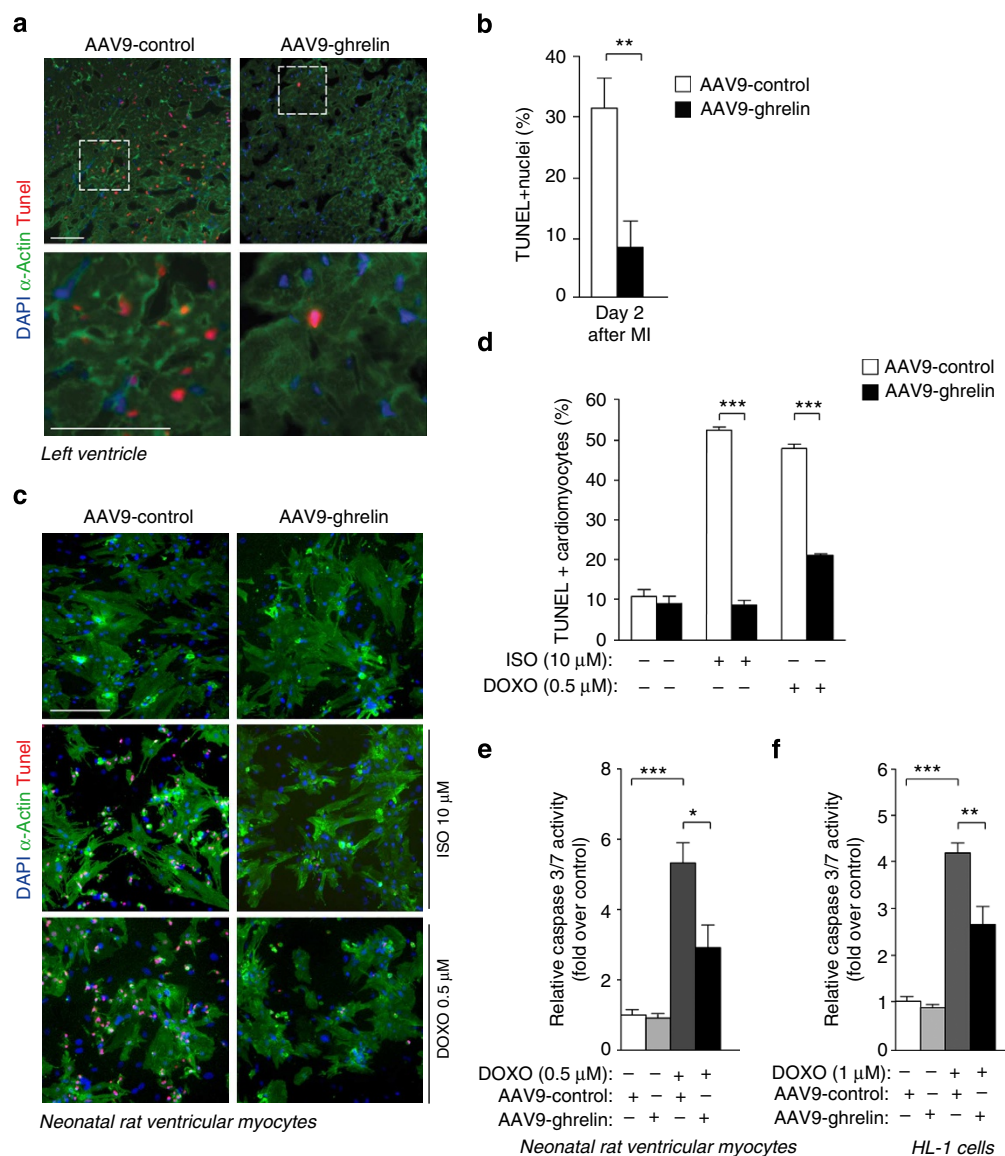 a
AAV9-control AAV9-ghrelin
DAPI α-Actin Tunel
Left ventricle
b
40
30
20
10
0
TUNEL+nuclei (%)
**
AAV9-control
AAV9-ghrelin
Day 2
after MI
c
AAV9-control AAV9-ghrelin
DAPI α-Actin Tunel
ISO 10 μM
DOXO 0.5 μM
Neonatal rat ventricular myocytes
d
AAV9-control
AAV9-ghrelin
TUNEL + cardiomyocytes (%)
60
50
40
30
20
10
0
*** ***
ISO (10 μM): – – + + – –
DOXO (0.5 μM): – – – – + +
e
Relative caspase 3/7 activity
(fold over control)
8
6
4
2
0
***
*
DOXO (0.5 μM): – – + +
AAV9-control: + – + –
AAV9-ghrelin: – + – +
Neonatal rat ventricular myocytes
f
Relative caspase 3/7 activity
(fold over control)
6
5
4
3
2
1
0
***
**
DOXO (1 μM): – – + +
AAV9-control: + – + –
AAV9-ghrelin: – + – +
HL-1 cells